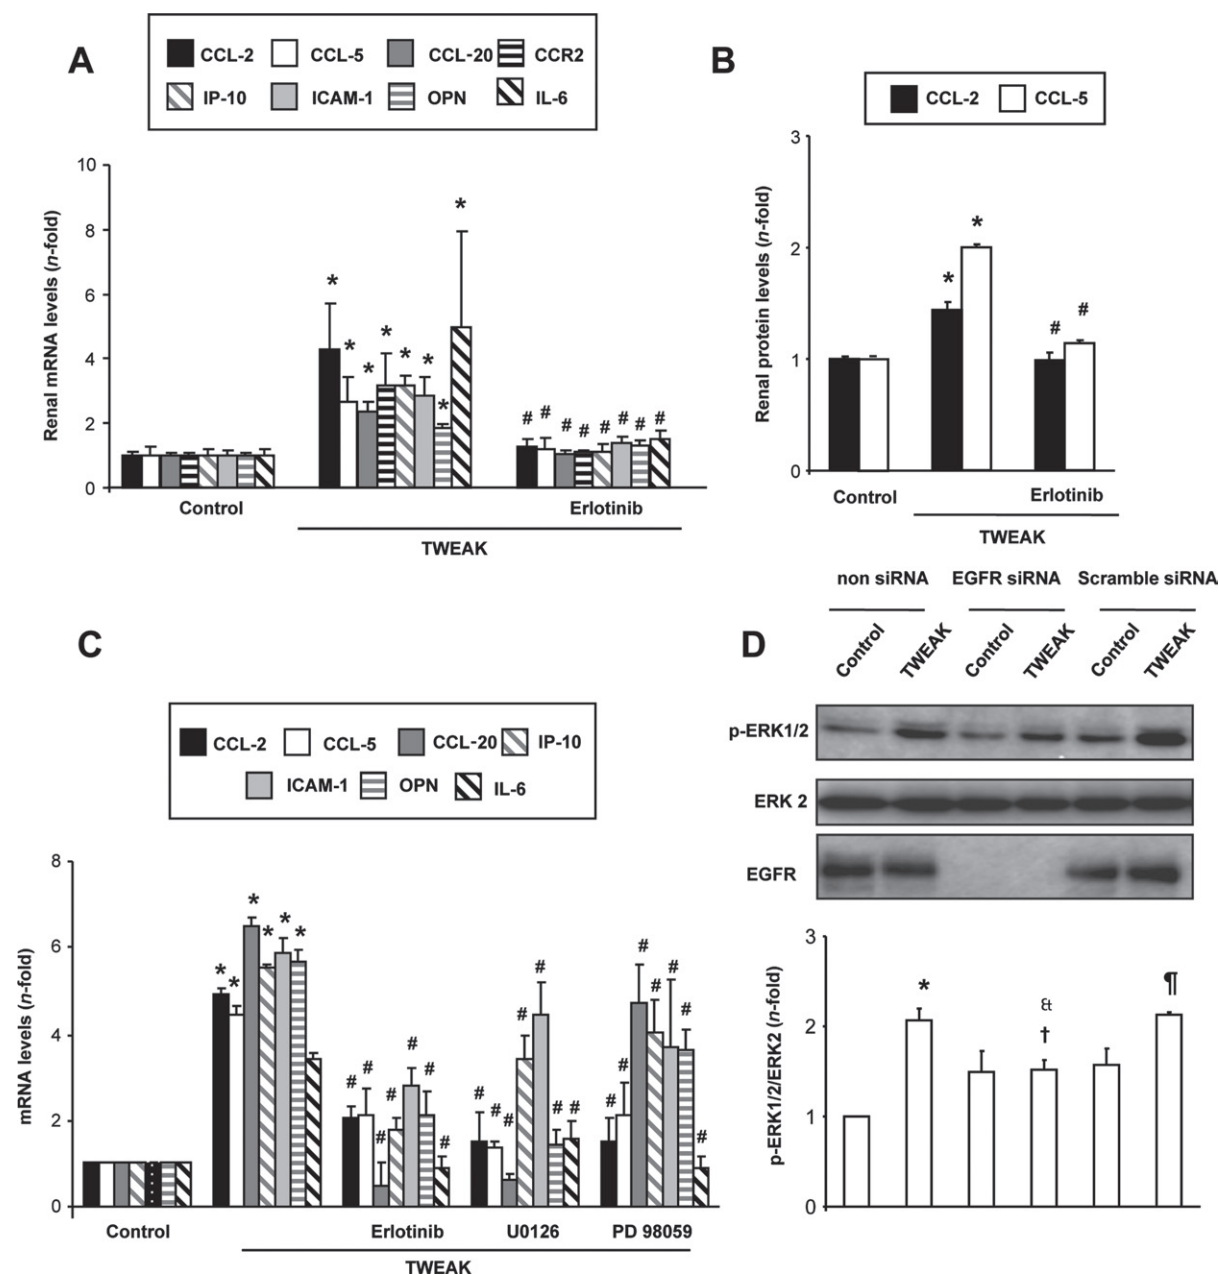 A
CCL-2 CCL-5 CCL-20 CCR2
IP-10 ICAM-1 OPN IL-6
Renal mRNA levels (n-fold)
10
8
6
4
2
0
* * * * * * * *
# # # # # # # #
Control Erlotinib
TWEAK
B
CCL-2 CCL-5
Renal protein levels (n-fold)
3
2
1
0
* *
# #
Control Erlotinib
TWEAK
C
CCL-2 CCL-5 CCL-20 IP-10
ICAM-1 OPN IL-6
mRNA levels (n-fold)
8
6
4
2
0
* * * * * *
# # # # # # #
# # # # # # #
# # # # # # #
Control Erlotinib U0126 PD 98059
TWEAK
D
non siRNA EGFR siRNA Scramble siRNA
Control TWEAK Control TWEAK Control TWEAK
p-ERK1/2
ERK 2
EGFR
p-ERK1/2/ERK2 (n-fold)
3
2
1
0
* & ¶
†